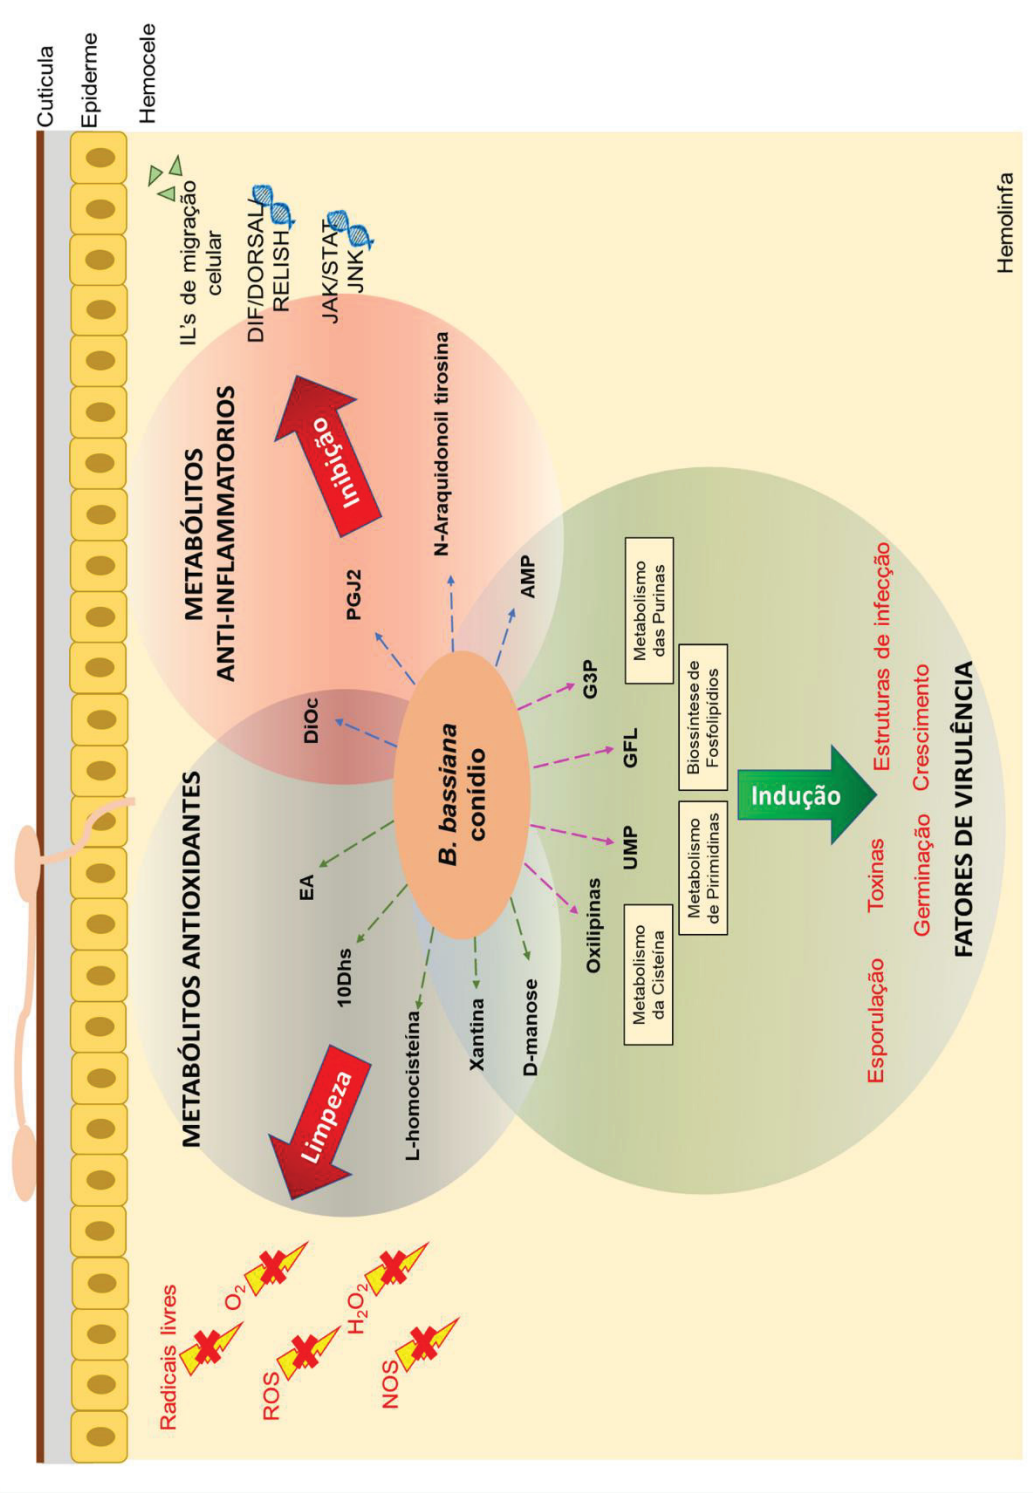 Cuticula
Epiderme
Hemocele
METABÓLITOS ANTIOXIDANTES
METABÓLITOS
ANTI-INFLAMMATORIOS
IL's de migração
celular
DIF/DORSAL/
RELISH
JAK/STAT
JNK
Radicais livres
O2
ROS
H2O2
NOS
Limpeza
Inibição
EA
DiOc
10Dhs
PGJ2
L-homocisteína
N-Araquidonoil tirosina
Xantina
D-manose
AMP
B. bassiana
conídio
Oxilipinas
UMP
GFL
G3P
Metabolismo
da Cisteína
Metabolismo
de Pirimidinas
Biossíntese de
Fosfolipídios
Metabolismo
das Purinas
Indução
Esporulação
Toxinas
Estruturas de infecção
Germinação
Crescimento
FATORES DE VIRULÊNCIA
Hemolinfa